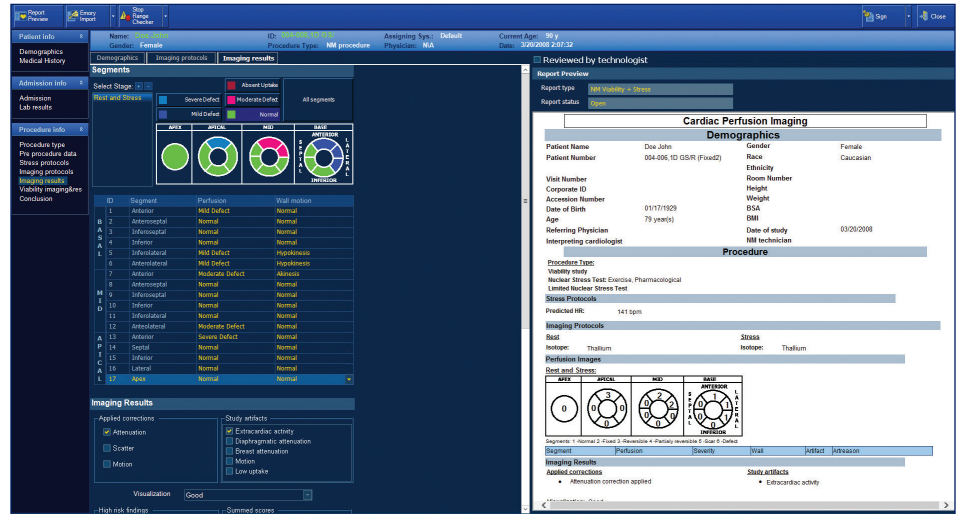 Report Preview
Emory Import
Stop Range Checker
Sign
Close
Patient info
Demographics
Medical History
Admission info
Admission
Lab results
Procedure info
Procedure type
Pre procedure data
Stress protocols
Imaging protocols
Imaging results
Viability imaging&res
Conclusion
Name: Doe John ID: Assigning Sys.: Default Current Age: 90 y
Gender: Female Procedure Type: NM procedure Physician: N\A Date: 3/20/2008 2:07:32
Demographics Imaging protocols Imaging results
Segments
Select Stage:
Rest and Stress
Absent Uptake
Severe Defect Moderate Defect All segments
Mild Defect Normal
APEX APICAL MID BASE
ANTERIOR
SEPTAL
LATERAL
INFERIOR
ID Segment Perfusion Wall motion
BASAL
1 Anterior Mild Defect Normal
2 Anteroseptal Normal Normal
3 Inferoseptal Normal Normal
4 Inferior Normal Normal
5 Inferolateral Mild Defect Hypokinesis
6 Anterolateral Mild Defect Hypokinesis
MID
7 Anterior Moderate Defect Akinesis
8 Anteroseptal Normal Normal
9 Inferoseptal Normal Normal
10 Inferior Normal Normal
11 Inferolateral Normal Normal
12 Anteolateral Moderate Defect Normal
APICAL
13 Anterior Severe Defect Normal
14 Septal Normal Normal
15 Inferior Normal Normal
16 Lateral Normal Normal
17 Apex Normal Normal
Imaging Results
Applied corrections
Attenuation
Scatter
Motion
Study artifacts
Extracardiac activity
Diaphragmatic attenuation
Breast attenuation
Motion
Low uptake
Visualization Good
High risk findings Summed scores
Reviewed by technologist
Report Preview
Report type NM Viability + Stress
Report status Open
Cardiac Perfusion Imaging
Demographics
Patient Name Doe John Gender Female
Patient Number 004-006,1D GS/R (Fixed2) Race Caucasian
Ethnicity
Visit Number Room Number
Corporate ID Height
Accession Number Weight
Date of Birth 01/17/1929 BSA
Age 79 year(s) BMI
Referring Physician Date of study 03/20/2008
Interpreting cardiologist NM technician
Procedure
Procedure Type:
Viability study
Nuclear Stress Test: Exercise, Pharmacological
Limited Nuclear Stress Test
Stress Protocols
Predicted HR: 141 bpm
Imaging Protocols
Rest Stress
Isotope: Thallium Isotope: Thallium
Perfusion Images
Rest and Stress:
APEX APICAL MID BASE
ANTERIOR
SEPTAL
LATERAL
INFERIOR
Segments: 1 -Normal 2 -Fixed 3 -Reversible 4 -Partialy reversible 5 -Scar 6 -Defect
Segment Perfusion Severity Wall Artifact Artreason
Imaging Results
Applied corrections Study artifacts
• Attenuation correction applied • Extracardiac activity